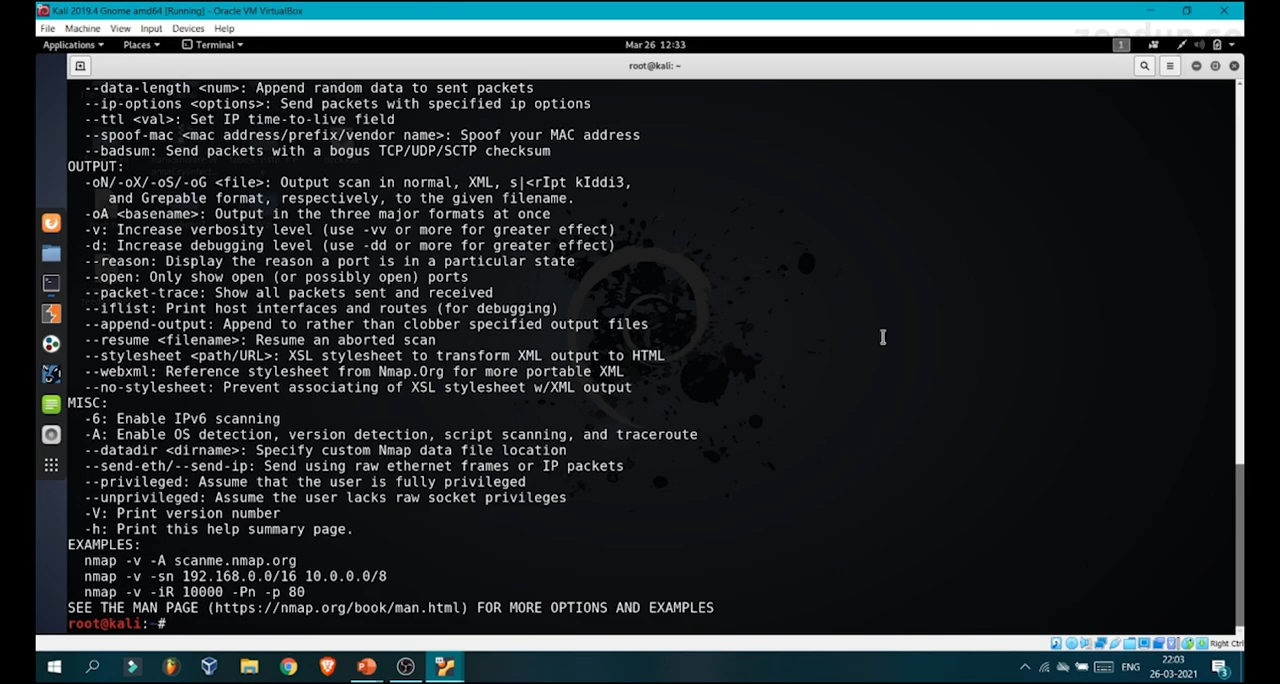 Kali 2019.4 Gnome amd64 [Running] - Oracle VM VirtualBox
File Machine View Input Devices Help
Applications Places Terminal Mar 26 12:33 1
root@kali: ~
--data-length <num>: Append random data to sent packets
--ip-options <options>: Send packets with specified ip options
--ttl <val>: Set IP time-to-live field
--spoof-mac <mac address/prefix/vendor name>: Spoof your MAC address
--badsum: Send packets with a bogus TCP/UDP/SCTP checksum
OUTPUT:
-oN/-oX/-oS/-oG <file>: Output scan in normal, XML, s|<rIpt kIddi3,
and Grepable format, respectively, to the given filename.
-oA <basename>: Output in the three major formats at once
-v: Increase verbosity level (use -vv or more for greater effect)
-d: Increase debugging level (use -dd or more for greater effect)
--reason: Display the reason a port is in a particular state
--open: Only show open (or possibly open) ports
--packet-trace: Show all packets sent and received
--iflist: Print host interfaces and routes (for debugging)
--append-output: Append to rather than clobber specified output files
--resume <filename>: Resume an aborted scan
--stylesheet <path/URL>: XSL stylesheet to transform XML output to HTML
--webxml: Reference stylesheet from Nmap.Org for more portable XML
--no-stylesheet: Prevent associating of XSL stylesheet w/XML output
MISC:
-6: Enable IPv6 scanning
-A: Enable OS detection, version detection, script scanning, and traceroute
--datadir <dirname>: Specify custom Nmap data file location
--send-eth/--send-ip: Send using raw ethernet frames or IP packets
--privileged: Assume that the user is fully privileged
--unprivileged: Assume the user lacks raw socket privileges
-V: Print version number
-h: Print this help summary page.
EXAMPLES:
nmap -v -A scanme.nmap.org
nmap -v -sn 192.168.0.0/16 10.0.0.0/8
nmap -v -iR 10000 -Pn -p 80
SEE THE MAN PAGE (https://nmap.org/book/man.html) FOR MORE OPTIONS AND EXAMPLES
root@kali:~#
Right Ctrl
ENG
22:03
26-03-2021
3